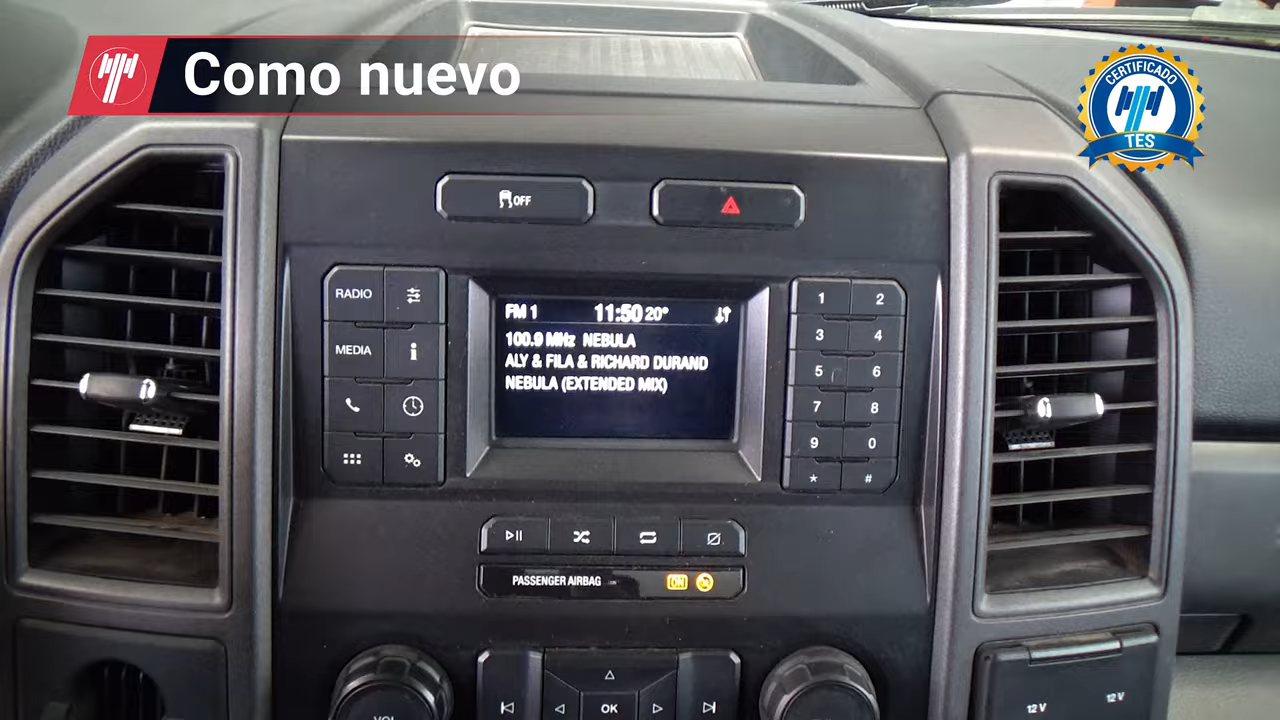 Como nuevo
CERTIFICADO
TES
OFF
RADIO
MEDIA
FM 1 11:50 20°
100.9 MHz NEBULA
ALY & FILA & RICHARD DURAND
NEBULA (EXTENDED MIX)
1 2
3 4
5 6
7 8
9 0
* #
PASSENGER AIRBAG ON
OK
VOL
12 V
12 V